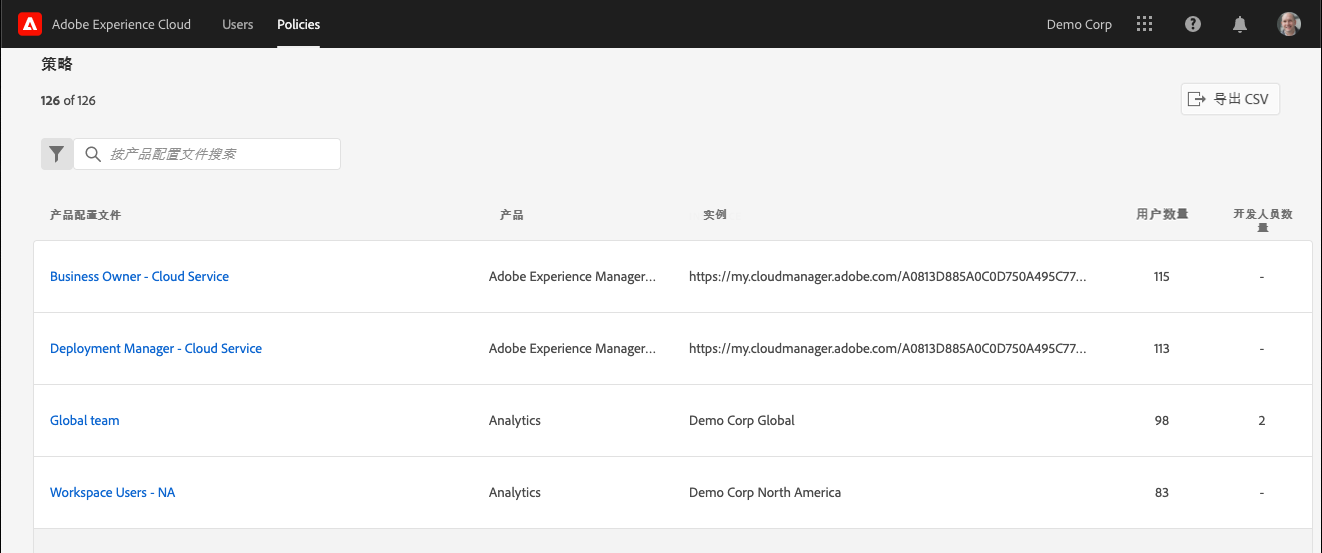 Adobe Experience Cloud Users Policies Demo Corp
策略
126 of 126
导出 CSV
按产品配置文件搜索
产品配置文件 产品 实例 用户数量 开发人员数
量
Business Owner - Cloud Service Adobe Experience Manager... https://my.cloudmanager.adobe.com/A0813D885A0C0D750A495C77... 115 -
Deployment Manager - Cloud Service Adobe Experience Manager... https://my.cloudmanager.adobe.com/A0813D885A0C0D750A495C77... 113 -
Global team Analytics Demo Corp Global 98 2
Workspace Users - NA Analytics Demo Corp North America 83 -